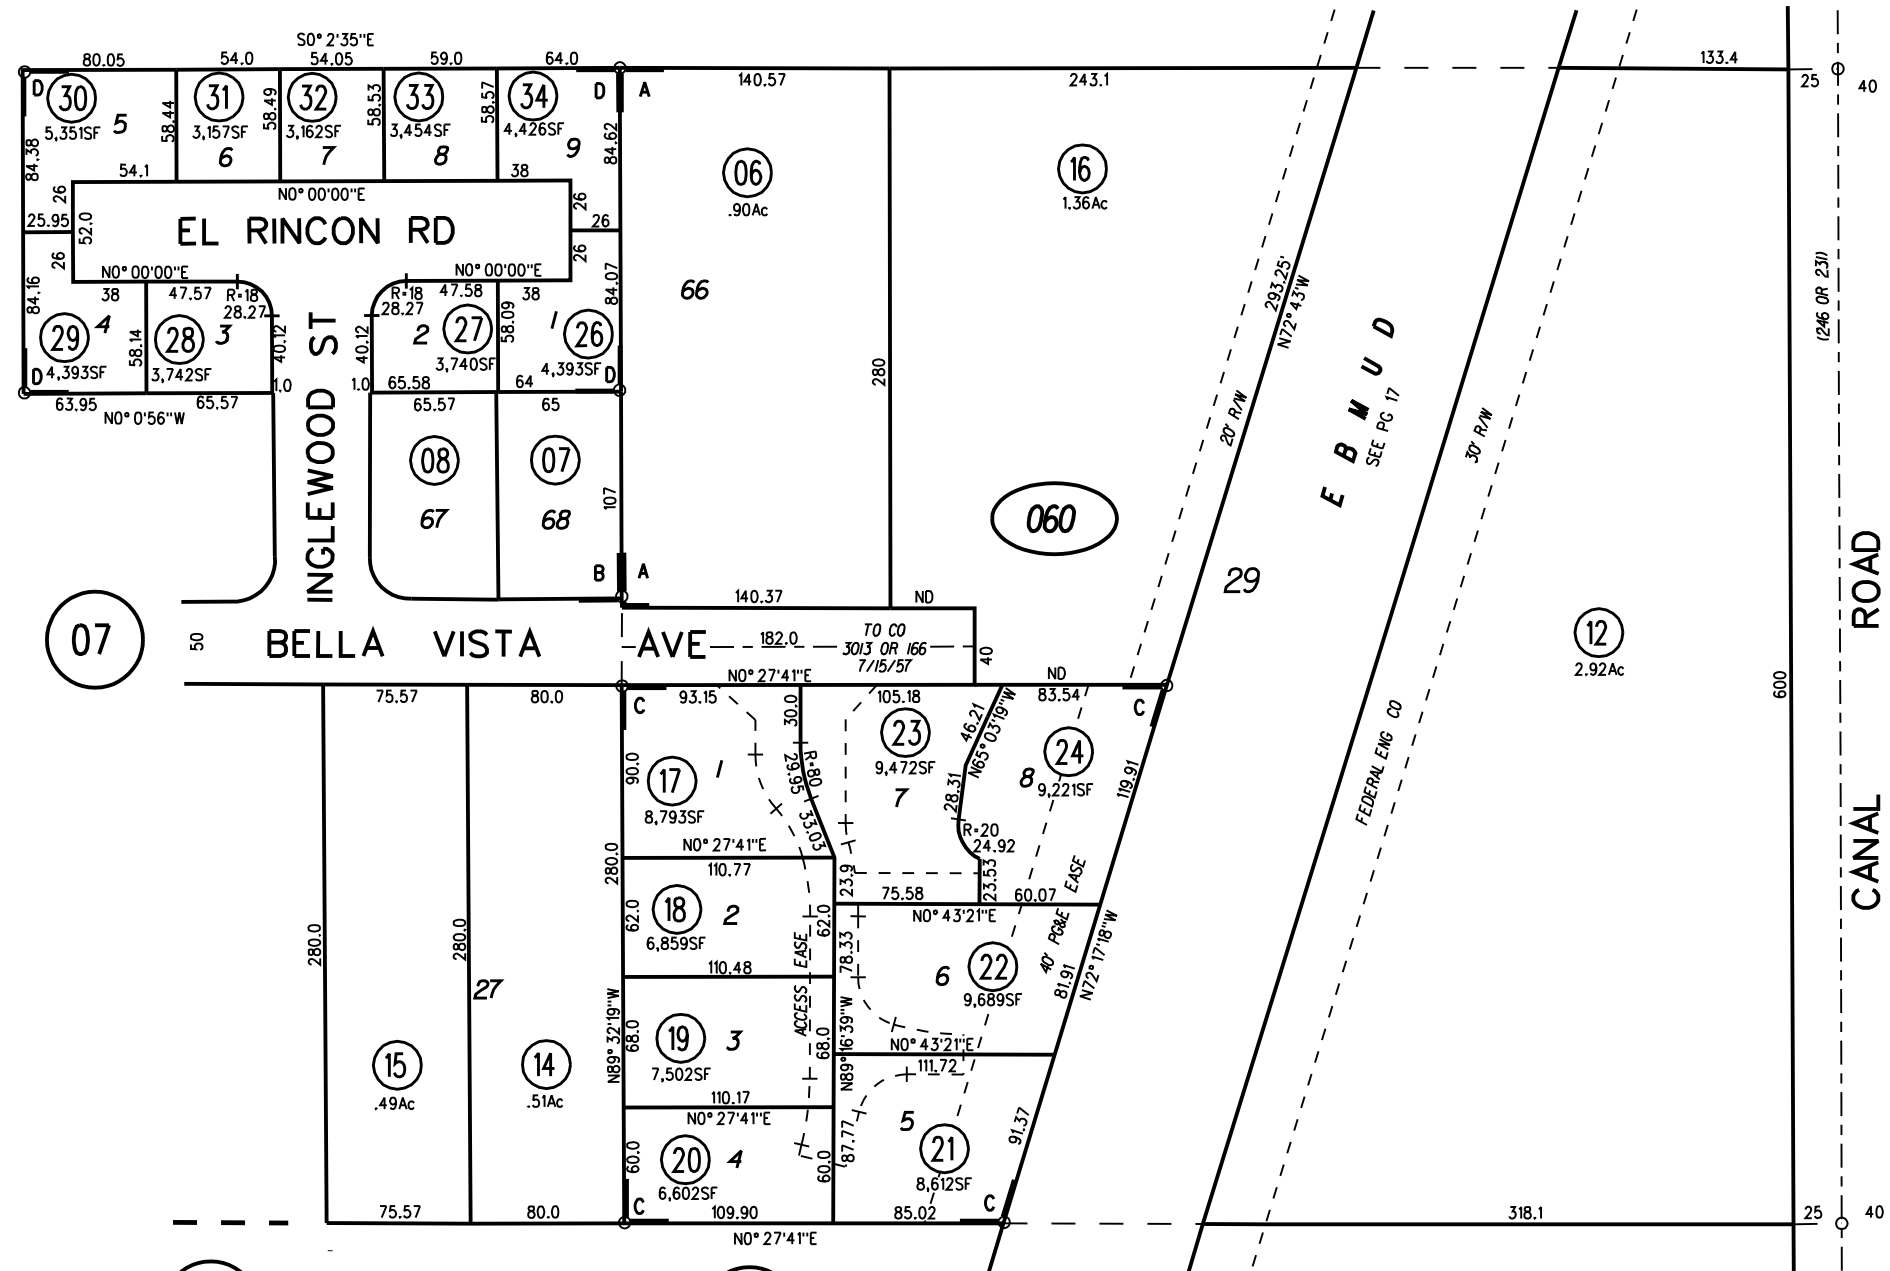 S0° 2'35"E
80.05
54.0
54.05
59.0
64.0
140.57
243.1
133.4
25
40
D
30
5,351SF
5
58.44
31
3,157SF
6
58.49
32
3,162SF
7
58.53
33
3,454SF
8
58.57
34
4,426SF
9
D
A
84.62
84.38
54.1
38
26
N0° 00'00"E
26
25.95
52.0
EL RINCON RD
26
26
26
06
.90Ac
66
280
16
1.36Ac
293.25'
N72° 43'W
20' R/W
E B M U D
SEE PG 17
30' R/W
(246 OR 231)
N0° 00'00"E
N0° 00'00"E
84.16
38
47.57
R=18
28.27
R=18
28.27
47.58
38
84.07
29
4
4,393SF
58.14
28
3
3,742SF
40.12
40.12
2
27
3,740SF
58.09
1
26
4,393SF
D
D
1.0
1.0
65.58
64
63.95
65.57
65.57
65
N0° 0'56"W
INGLEWOOD ST
08
67
07
68
107
060
B
A
29
140.37
ND
07
50
BELLA VISTA AVE
182.0
TO CO
3013 OR 166
7/15/57
40
12
2.92Ac
600
CANAL ROAD
N0° 27'41"E
ND
75.57
80.0
C
93.15
30.0
105.18
83.54
C
46.21
N65° 03'19"W
23
9,472SF
7
24
8
9,221SF
119.91
FEDERAL ENG CO
90.0
17
1
8,793SF
R=80
29.95
33.03
28.31
R=20
24.92
N0° 27'41"E
280.0
110.77
23.9
75.58
23.53
60.07
40' PG&E EASE
N0° 43'21"E
280.0
280.0
62.0
18
2
6,859SF
62.0
ACCESS EASE
78.33
6
22
9,689SF
81.91
N72° 17'18"W
27
110.48
N89° 32'19"W
68.0
19
3
7,502SF
68.0
N89° 16'39"W
N0° 43'21"E
111.72
15
.49Ac
14
.51Ac
110.17
N0° 27'41"E
5
91.37
60.0
20
4
6,602SF
60.0
87.77
21
8,612SF
C
C
75.57
80.0
109.90
85.02
318.1
25
40
N0° 27'41"E